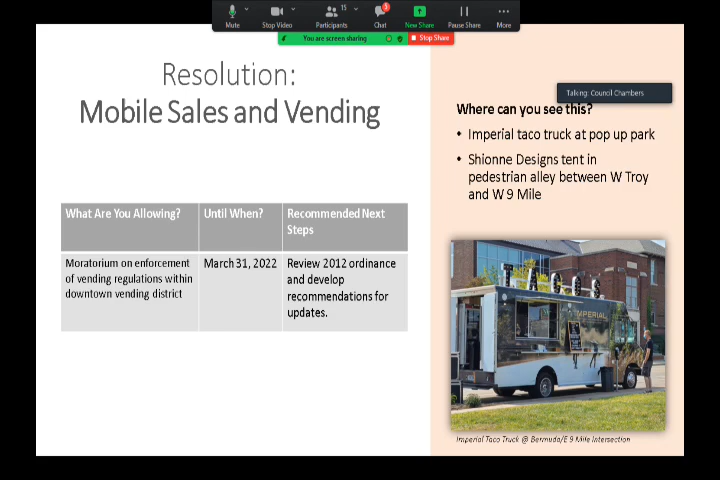 15
5
Mute
Stop Video
Participants
Chat
New Share
Pause Share
More
You are screen sharing
Stop Share
Talking: Council Chambers
Resolution:
Mobile Sales and Vending
What Are You Allowing?
Until When?
Recommended Next
Steps
Moratorium on enforcement
of vending regulations within
downtown vending district
March 31, 2022
Review 2012 ordinance
and develop
recommendations for
updates.
Where can you see this?
• Imperial taco truck at pop up park
• Shionne Designs tent in
pedestrian alley between W Troy
and W 9 Mile
TACOS
IMPERIAL
Imperial Taco Truck @ Bermuda/E 9 Mile Intersection